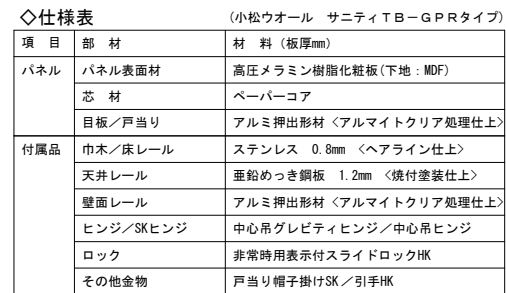 ◇仕様表 (小松ウオール サニティTB-GPRタイプ)
項 目 部 材 材 料(板厚mm)
パネル パネル表面材 高圧メラミン樹脂化粧板(下地:MDF)
芯 材 ペーパーコア
目板/戸当り アルミ押出形材 <アルマイトクリア処理仕上>
付属品 巾木/床レール ステンレス 0.8mm <ヘアライン仕上>
天井レール 亜鉛めっき鋼板 1.2mm <焼付塗装仕上>
壁面レール アルミ押出形材 <アルマイトクリア処理仕上>
ヒンジ/SKヒンジ 中心吊グレビティヒンジ/中心吊ヒンジ
ロック 非常時用表示付スライドロックHK
その他金物 戸当り帽子掛けSK/引手HK